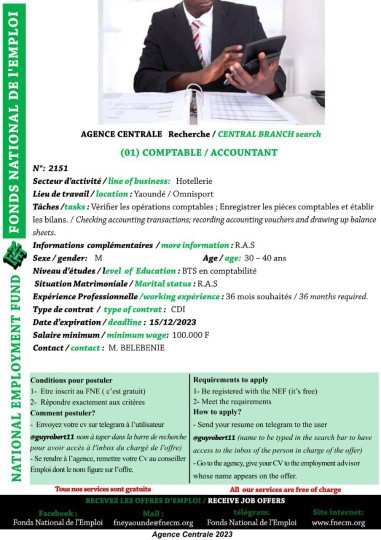 FONDS NATIONAL DE L'EMPLOI
NATIONAL EMPLOYMENT FUND
AGENCE CENTRALE Recherche / CENTRAL BRANCH search
(01) COMPTABLE / ACCOUNTANT
N°: 2151
Secteur d'activité / line of business: Hotellerie
Lieu de travail / location : Yaoundé / Omnisport
Tâches /tasks : Vérifier les opérations comptables ; Enregistrer les pièces comptables et établir
les bilans. / Checking accounting transactions; recording accounting vouchers and drawing up balance
sheets.
Informations complémentaires / more information : R.A.S
Sexe / gender: M Age / age: 30 – 40 ans
Niveau d'études / level of Education : BTS en comptabilité
Situation Matrimoniale / Marital status : R.A.S
Expérience Professionnelle /working expérience : 36 mois souhaités / 36 months required.
Type de contrat / type of contrat : CDI
Date d'expiration / deadline : 15/12/2023
Salaire minimum / minimum wage: 100.000 F
Contact / contact : M. BELEBENIE
Conditions pour postuler
1- Etre inscrit au FNE ( c'est gratuit)
2- Répondre exactement aux critères
Comment postuler?
- Envoyez votre cv sur telegram à l'utilisateur
@guyrobert11 nom à taper dans la barre de recherche
pour avoir accès à l'inbox du chargé de l'offre)
- Se rendre à l'agence, remettre votre Cv au conseiller
Emploi dont le nom figure sur l'offre.
Requirements to apply
1- Be registered with the NEF (it's free)
2- Meet the requirements
How to apply?
- Send your resume on telegram to the user
@guyrobert11 (name to be typed in the search bar to have
access to the inbox of the person in charge of the offer)
- Go to the agency, give your CV to the employment advisor
whose name appears on the offer.
Tous nos services sont gratuits
All our services are free of charge
RECEVEZ LES OFFRES D'EMPLOI / RECEIVE JOB OFFERS
Facebook : Mail : télégram: Site internet:
Fonds National de l'Emploi fneyaounde@fnecm.org Fonds National de l'Emploi www.fnecm.org
Agence Centrale 2023